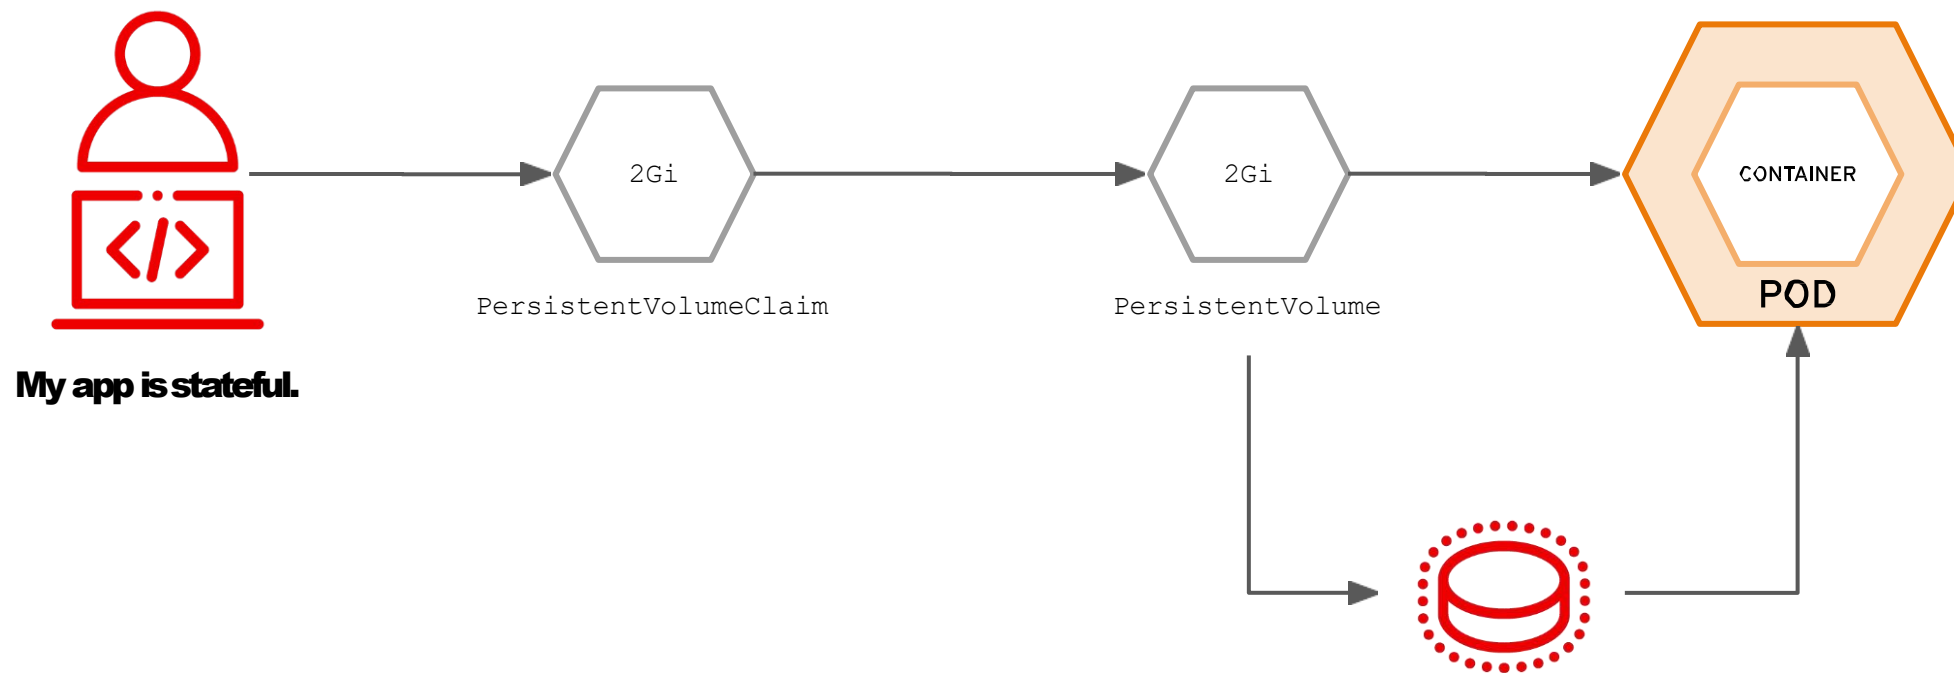 2Gi
2Gi
CONTAINER
POD
PersistentVolumeClaim
PersistentVolume
My app is stateful.